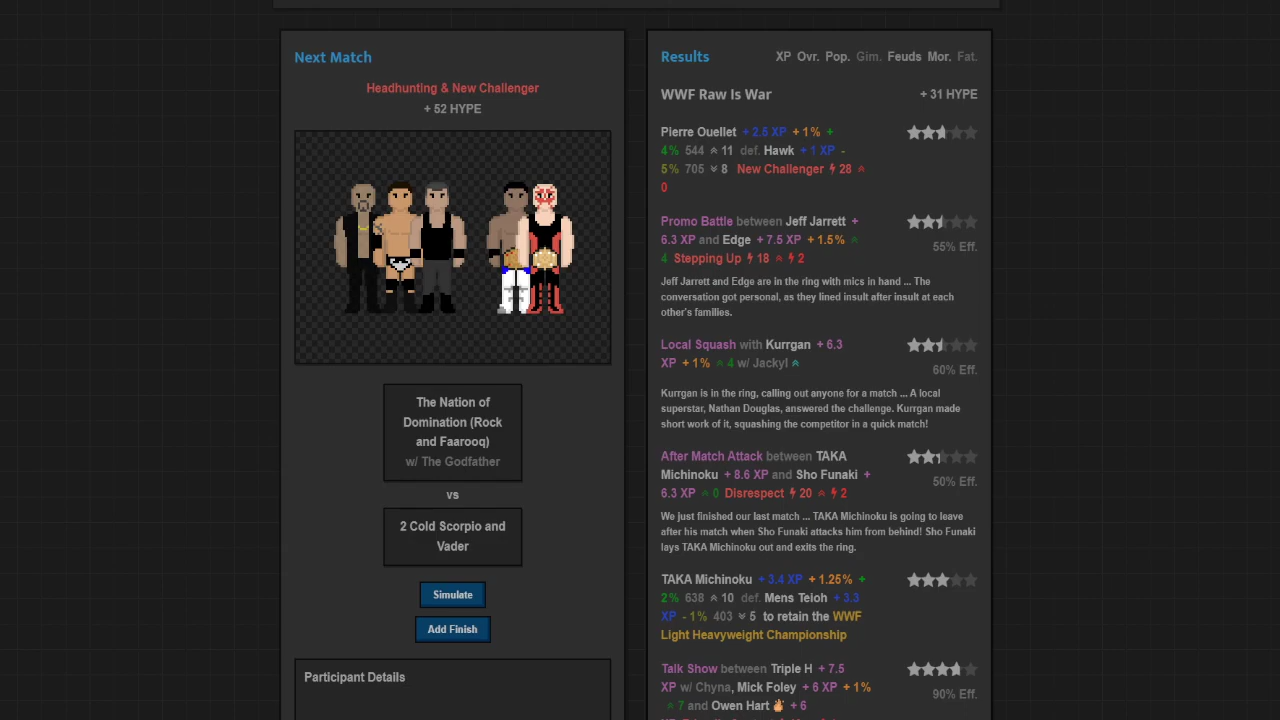 Next Match
Headhunting & New Challenger
+ 52 HYPE
The Nation of
Domination (Rock
and Faarooq)
w/ The Godfather
vs
2 Cold Scorpio and
Vader
Simulate
Add Finish
Participant Details
Results
XP Ovr. Pop. Gim. Feuds Mor. Fat.
WWF Raw Is War + 31 HYPE
Pierre Ouellet + 2.5 XP + 1% +
4% 544 11 def. Hawk + 1 XP -
5% 705 8 New Challenger 28
0
Promo Battle between Jeff Jarrett +
6.3 XP and Edge + 7.5 XP + 1.5%
55% Eff.
4 Stepping Up 18 2
Jeff Jarrett and Edge are in the ring with mics in hand ... The
conversation got personal, as they lined insult after insult at each
other's families.
Local Squash with Kurrgan + 6.3
XP + 1% 4 w/ Jackyl
60% Eff.
Kurrgan is in the ring, calling out anyone for a match ... A local
superstar, Nathan Douglas, answered the challenge. Kurrgan made
short work of it, squashing the competitor in a quick match!
After Match Attack between TAKA
Michinoku + 8.6 XP and Sho Funaki +
50% Eff.
6.3 XP 0 Disrespect 20 2
We just finished our last match ... TAKA Michinoku is going to leave
after his match when Sho Funaki attacks him from behind! Sho Funaki
lays TAKA Michinoku out and exits the ring.
TAKA Michinoku + 3.4 XP + 1.25% +
2% 638 10 def. Mens Teioh + 3.3
XP - 1% 403 5 to retain the WWF
Light Heavyweight Championship
Talk Show between Triple H + 7.5
XP w/ Chyna, Mick Foley + 6 XP + 1%
90% Eff.
7 and Owen Hart + 6